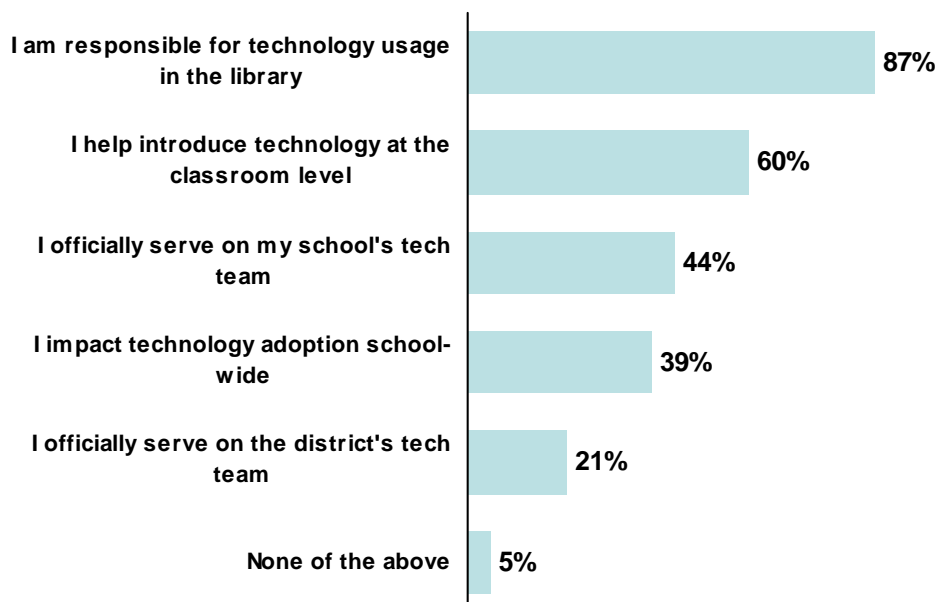 I am responsible for technology usage
in the library
87%
I help introduce technology at the
classroom level
60%
I officially serve on my school's tech
team
44%
I impact technology adoption school-
wide
39%
I officially serve on the district's tech
team
21%
None of the above
5%